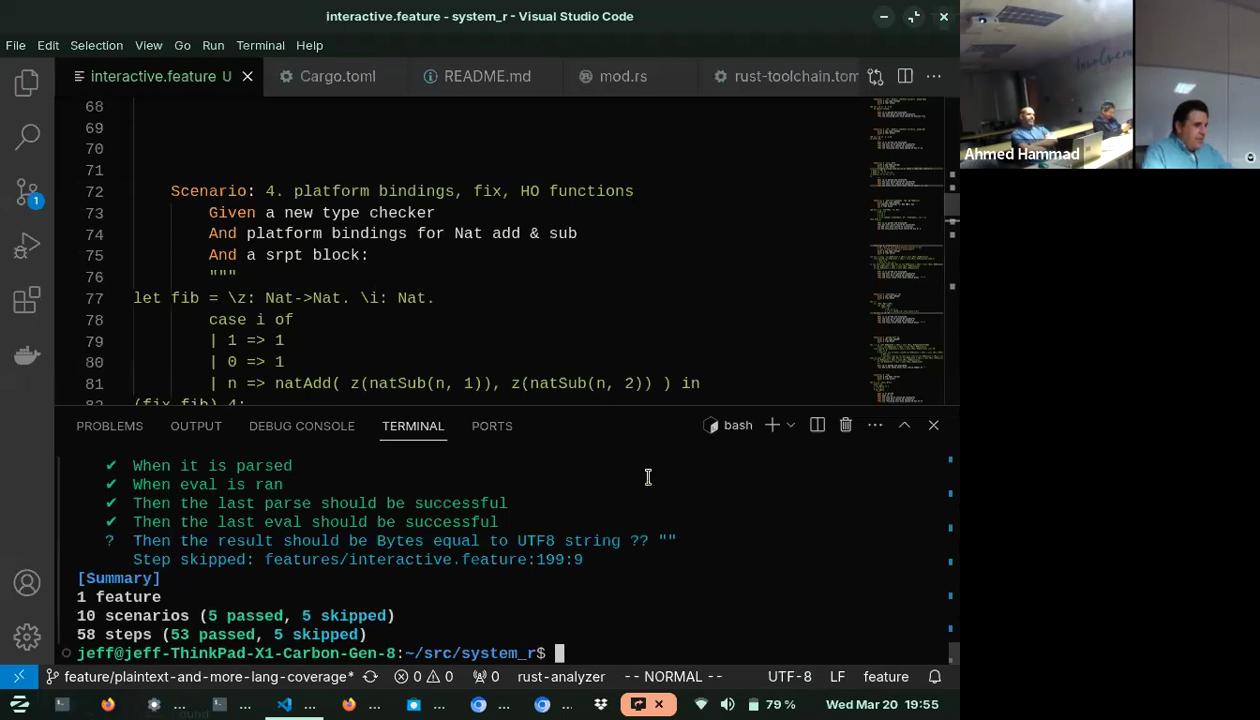 interactive.feature - system_r - Visual Studio Code
File Edit Selection View Go Run Terminal Help
interactive.feature U Cargo.toml README.md mod.rs rust-toolchain.tom
68
69
70
71
72 Scenario: 4. platform bindings, fix, HO functions
73 Given a new type checker
74 And platform bindings for Nat add & sub
75 And a srpt block:
76 """
77 let fib = \z: Nat->Nat. \i: Nat.
78 case i of
79 | 1 => 1
80 | 0 => 1
81 | n => natAdd( z(natSub(n, 1)), z(natSub(n, 2)) ) in
82 (fix fib) 4;
PROBLEMS OUTPUT DEBUG CONSOLE TERMINAL PORTS bash
✔ When it is parsed
✔ When eval is ran
✔ Then the last parse should be successful
✔ Then the last eval should be successful
? Then the result should be Bytes equal to UTF8 string ?? ""
Step skipped: features/interactive.feature:199:9
[Summary]
1 feature
10 scenarios (5 passed, 5 skipped)
58 steps (53 passed, 5 skipped)
jeff@jeff-ThinkPad-X1-Carbon-Gen-8:~/src/system_r$
feature/plaintext-and-more-lang-coverage* 0 0 0 rust-analyzer -- NORMAL -- UTF-8 LF feature
79 % Wed Mar 20 19:55
1
Ahmed Hammad